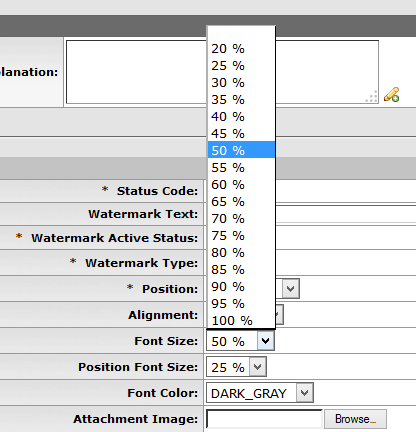 lanation:
20 %
25 %
30 %
35 %
40 %
45 %
50 %
55 %
60 %
65 %
70 %
75 %
80 %
85 %
90 %
95 %
100 %
* Status Code:
Watermark Text:
* Watermark Active Status:
* Watermark Type:
* Position:
Alignment:
Font Size: 50 %
Position Font Size: 25 %
Font Color: DARK_GRAY
Attachment Image: Browse...